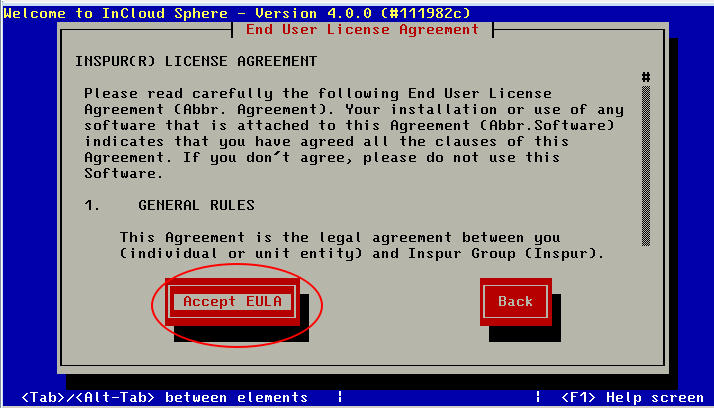 Welcome to InCloud Sphere - Version 4.0.0 (#111982c)
End User License Agreement
INSPUR(R) LICENSE AGREEMENT
#
Please read carefully the following End User License
Agreement (Abbr. Agreement). Your installation or use of any
software that is attached to this Agreement (Abbr.Software)
indicates that you have agreed all the clauses of this
Agreement. If you don´t agree, please do not use this
Software.
1. GENERAL RULES
This Agreement is the legal agreement between you
(individual or unit entity) and Inspur Group (Inspur).
Accept EULA Back
<Tab>/<Alt-Tab> between elements | | <F1> Help screen